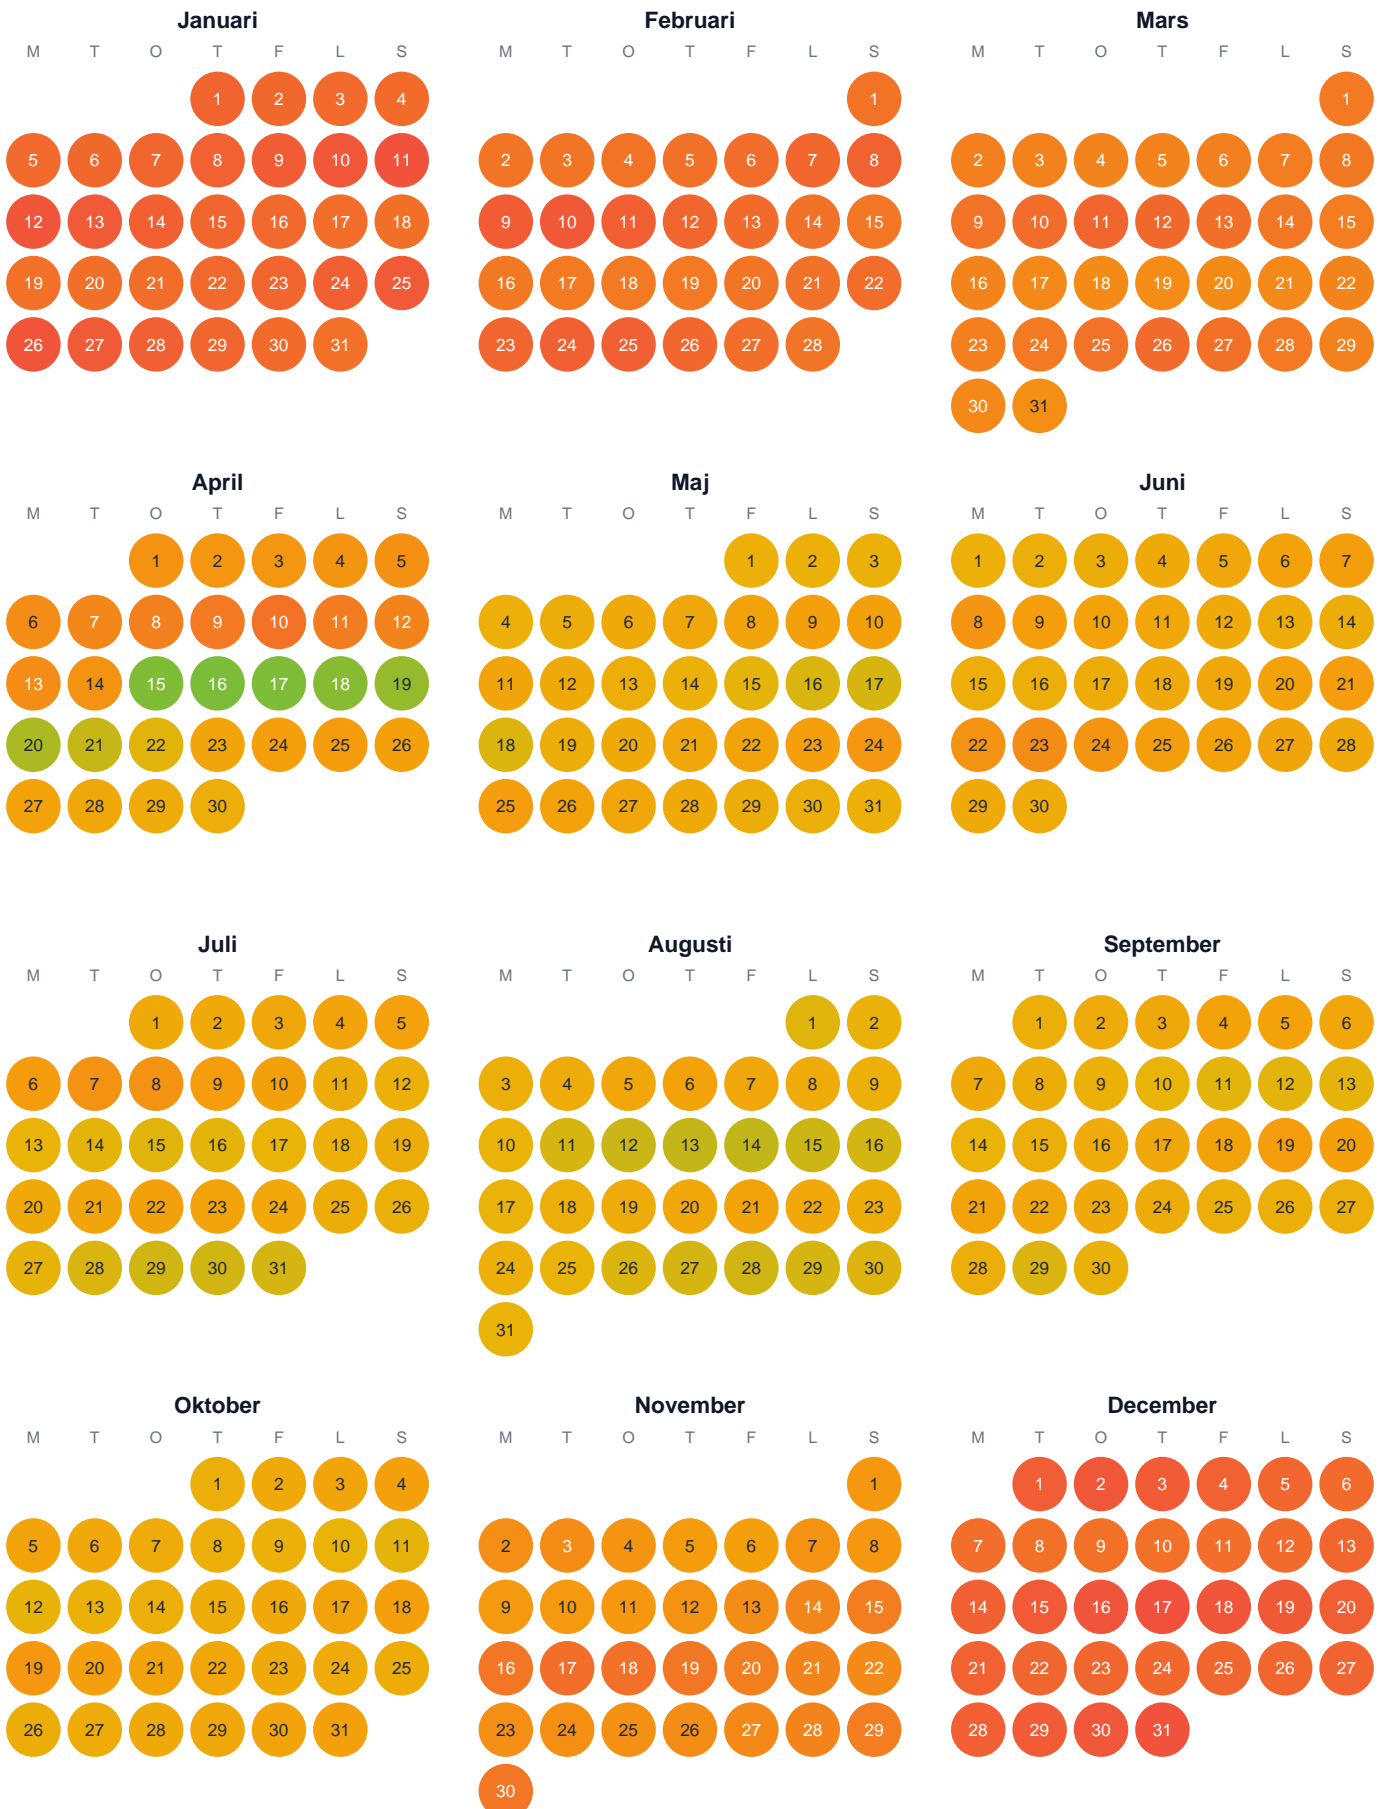 Januari Februari Mars
M T O T F L S M T O T F L S M T O T F L S
1 2 3 4 1 1
5 6 7 8 9 10 11 2 3 4 5 6 7 8 2 3 4 5 6 7 8
12 13 14 15 16 17 18 9 10 11 12 13 14 15 9 10 11 12 13 14 15
19 20 21 22 23 24 25 16 17 18 19 20 21 22 16 17 18 19 20 21 22
26 27 28 29 30 31 23 24 25 26 27 28 23 24 25 26 27 28 29
30 31
April Maj Juni
M T O T F L S M T O T F L S M T O T F L S
1 2 3 4 5 1 2 3 1 2 3 4 5 6 7
6 7 8 9 10 11 12 4 5 6 7 8 9 10 8 9 10 11 12 13 14
13 14 15 16 17 18 19 11 12 13 14 15 16 17 15 16 17 18 19 20 21
20 21 22 23 24 25 26 18 19 20 21 22 23 24 22 23 24 25 26 27 28
27 28 29 30 25 26 27 28 29 30 31 29 30
Juli Augusti September
M T O T F L S M T O T F L S M T O T F L S
1 2 3 4 5 1 2 1 2 3 4 5 6
6 7 8 9 10 11 12 3 4 5 6 7 8 9 7 8 9 10 11 12 13
13 14 15 16 17 18 19 10 11 12 13 14 15 16 14 15 16 17 18 19 20
20 21 22 23 24 25 26 17 18 19 20 21 22 23 21 22 23 24 25 26 27
27 28 29 30 31 24 25 26 27 28 29 30 28 29 30
31
Oktober November December
M T O T F L S M T O T F L S M T O T F L S
1 2 3 4 1 1 2 3 4 5 6
5 6 7 8 9 10 11 2 3 4 5 6 7 8 7 8 9 10 11 12 13
12 13 14 15 16 17 18 9 10 11 12 13 14 15 14 15 16 17 18 19 20
19 20 21 22 23 24 25 16 17 18 19 20 21 22 21 22 23 24 25 26 27
26 27 28 29 30 31 23 24 25 26 27 28 29 28 29 30 31
30